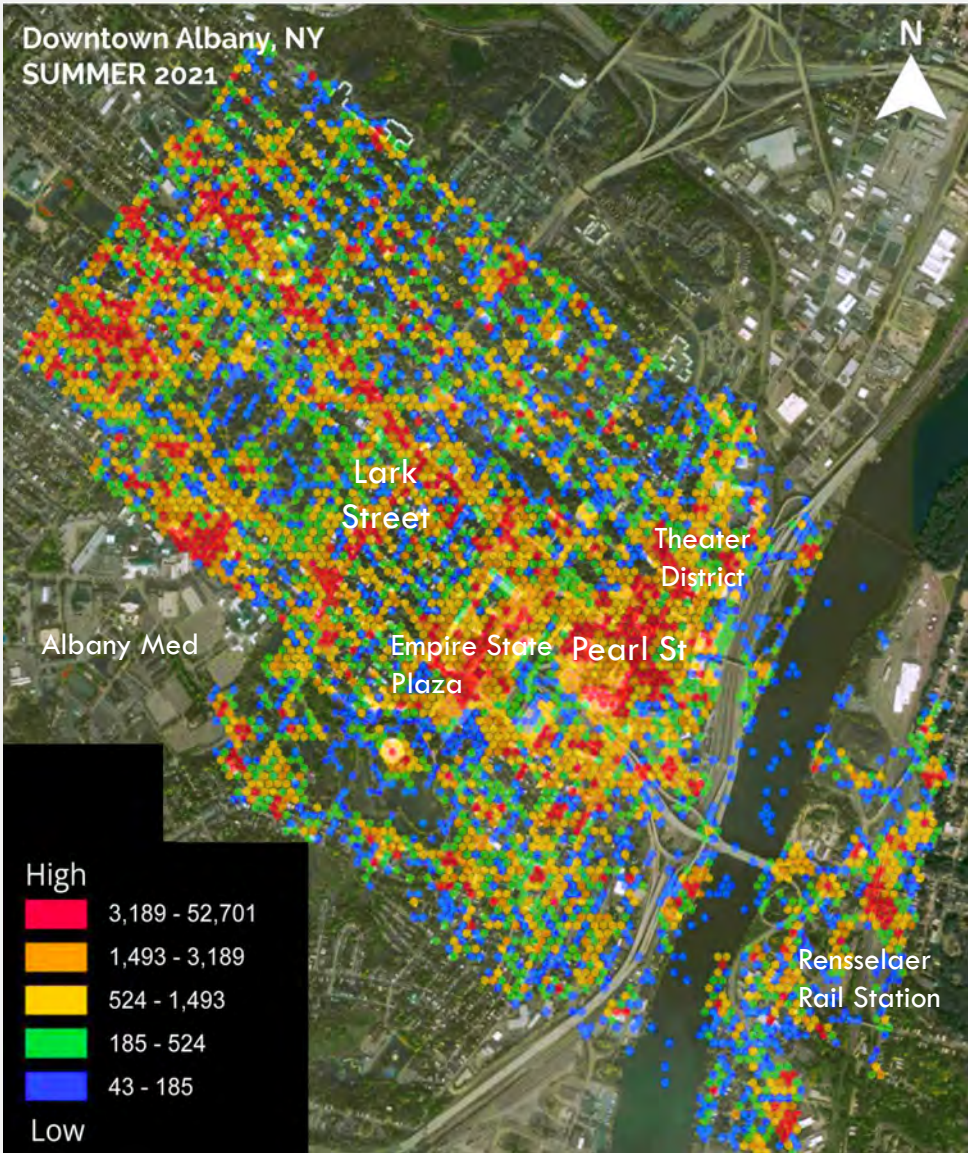 Downtown Albany, NY
SUMMER 2021
N
Lark
Street
Theater
District
Albany Med
Empire State
Plaza
Pearl St
Rensselaer
Rail Station
High
3,189 - 52,701
1,493 - 3,189
524 - 1,493
185 - 524
43 - 185
Low